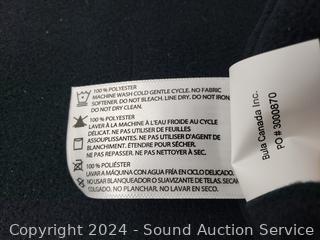 100 % POLYESTER
MACHINE WASH COLD GENTLE CYCLE. NO FABRIC
SOFTENER. DO NOT BLEACH. LINE DRY. DO NOT IRON.
DO NOT DRY CLEAN.
100 % POLYESTER
LAVER À LA MACHINE À L'EAU FROIDE AU CYCLE
DÉLICAT. NE PAS UTILISER DE FEUILLES
ASSOUPLISSANTES. NE PAS UTILISER D'AGENT DE
BLANCHIMENT. ÉTENDRE POUR SÉCHER.
NE PAS REPASSER. NE PAS NETTOYER À SEC.
100 % POLIÉSTER
LAVAR A MÁQUINA CON AGUA FRÍA EN CICLO DELICADO.
NO USAR BLANQUEADOR O SUAVIZANTE DE TELAS. SECAR
COLGADO. NO PLANCHAR. NO LAVAR EN SECO.
Bula Canada Inc.
PO # 3000870
Copyright 2024 - Sound Auction Service